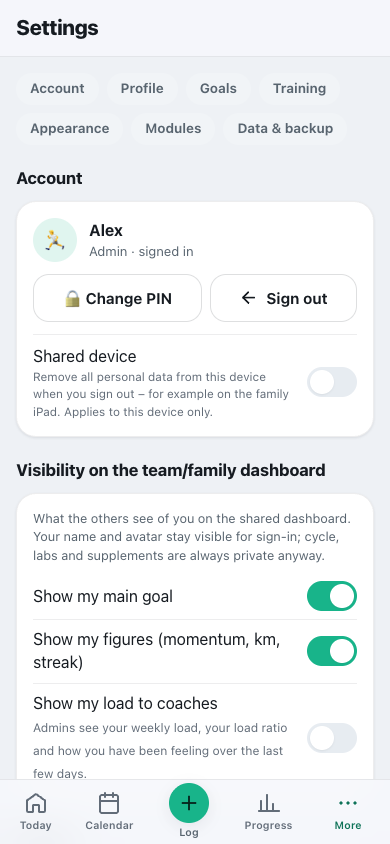 Settings
Account
Profile
Goals
Training
Appearance
Modules
Data & backup
Account
Alex
Admin · signed in
Change PIN
Sign out
Shared device
Remove all personal data from this device
when you sign out – for example on the family
iPad. Applies to this device only.
Visibility on the team/family dashboard
What the others see of you on the shared dashboard.
Your name and avatar stay visible for sign-in; cycle,
labs and supplements are always private anyway.
Show my main goal
Show my figures (momentum, km,
streak)
Show my load to coaches
Admins see your weekly load, your load ratio
and how you have been feeling over the last
few days.
Today
Calendar
Log
Progress
More